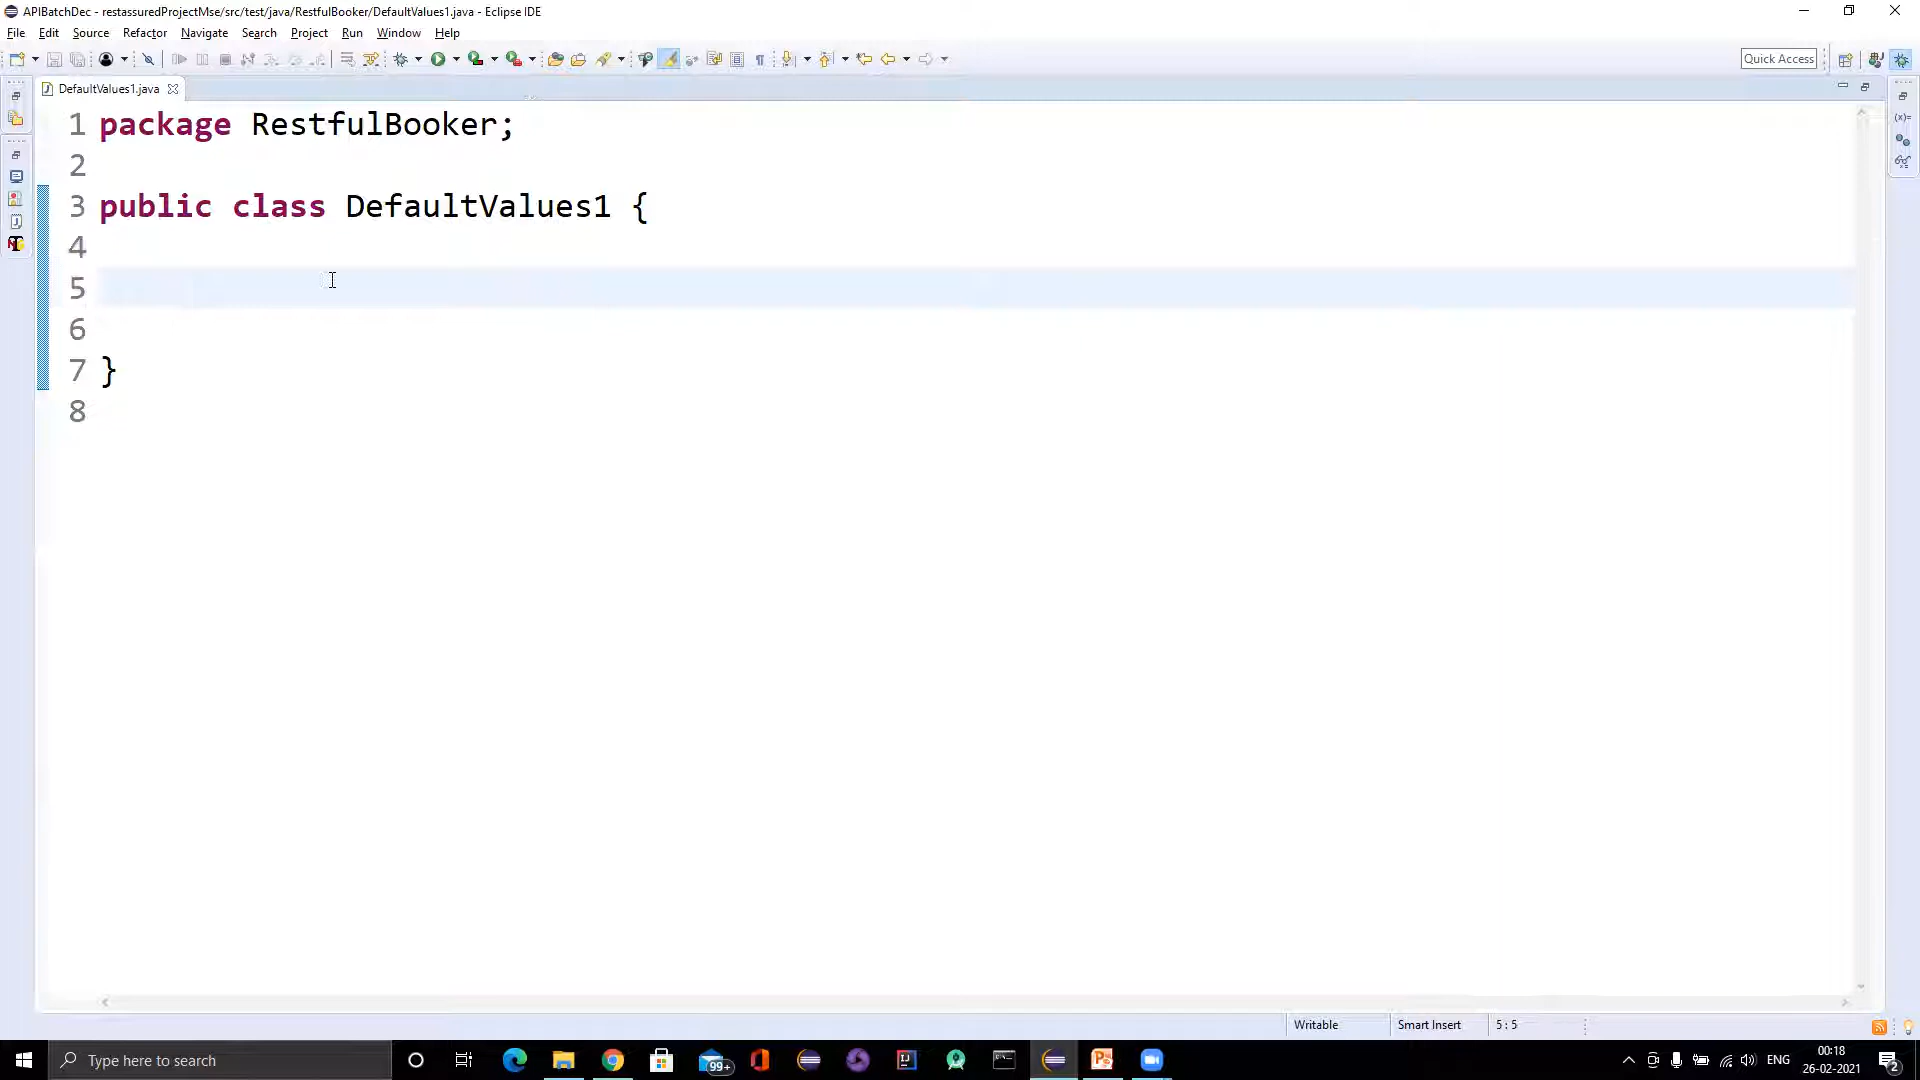 APIBatchDec - restassuredProjectMse/src/test/java/RestfulBooker/DefaultValues1.java - Eclipse IDE
File Edit Source Refactor Navigate Search Project Run Window Help
Quick Access
DefaultValues1.java
1 package RestfulBooker;
2
3 public class DefaultValues1 {
4
5
6
7 }
8
Writable Smart Insert 5 : 5
Type here to search 99+ ENG 00:18
26-02-2021 2